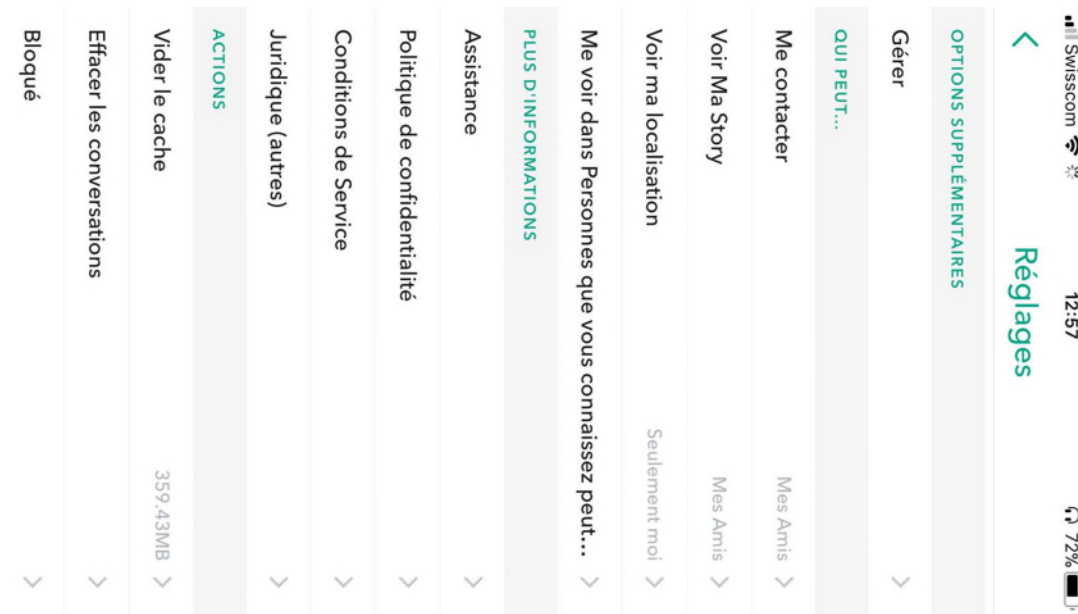 Swisscom 12:57 72%
Réglages
OPTIONS SUPPLÉMENTAIRES
Gérer
QUI PEUT...
Me contacter Mes Amis
Voir Ma Story Mes Amis
Voir ma localisation Seulement moi
Me voir dans Personnes que vous connaissez peut...
PLUS D'INFORMATIONS
Assistance
Politique de confidentialité
Conditions de Service
Juridique (autres)
ACTIONS
Vider le cache 359.43MB
Effacer les conversations
Bloqué